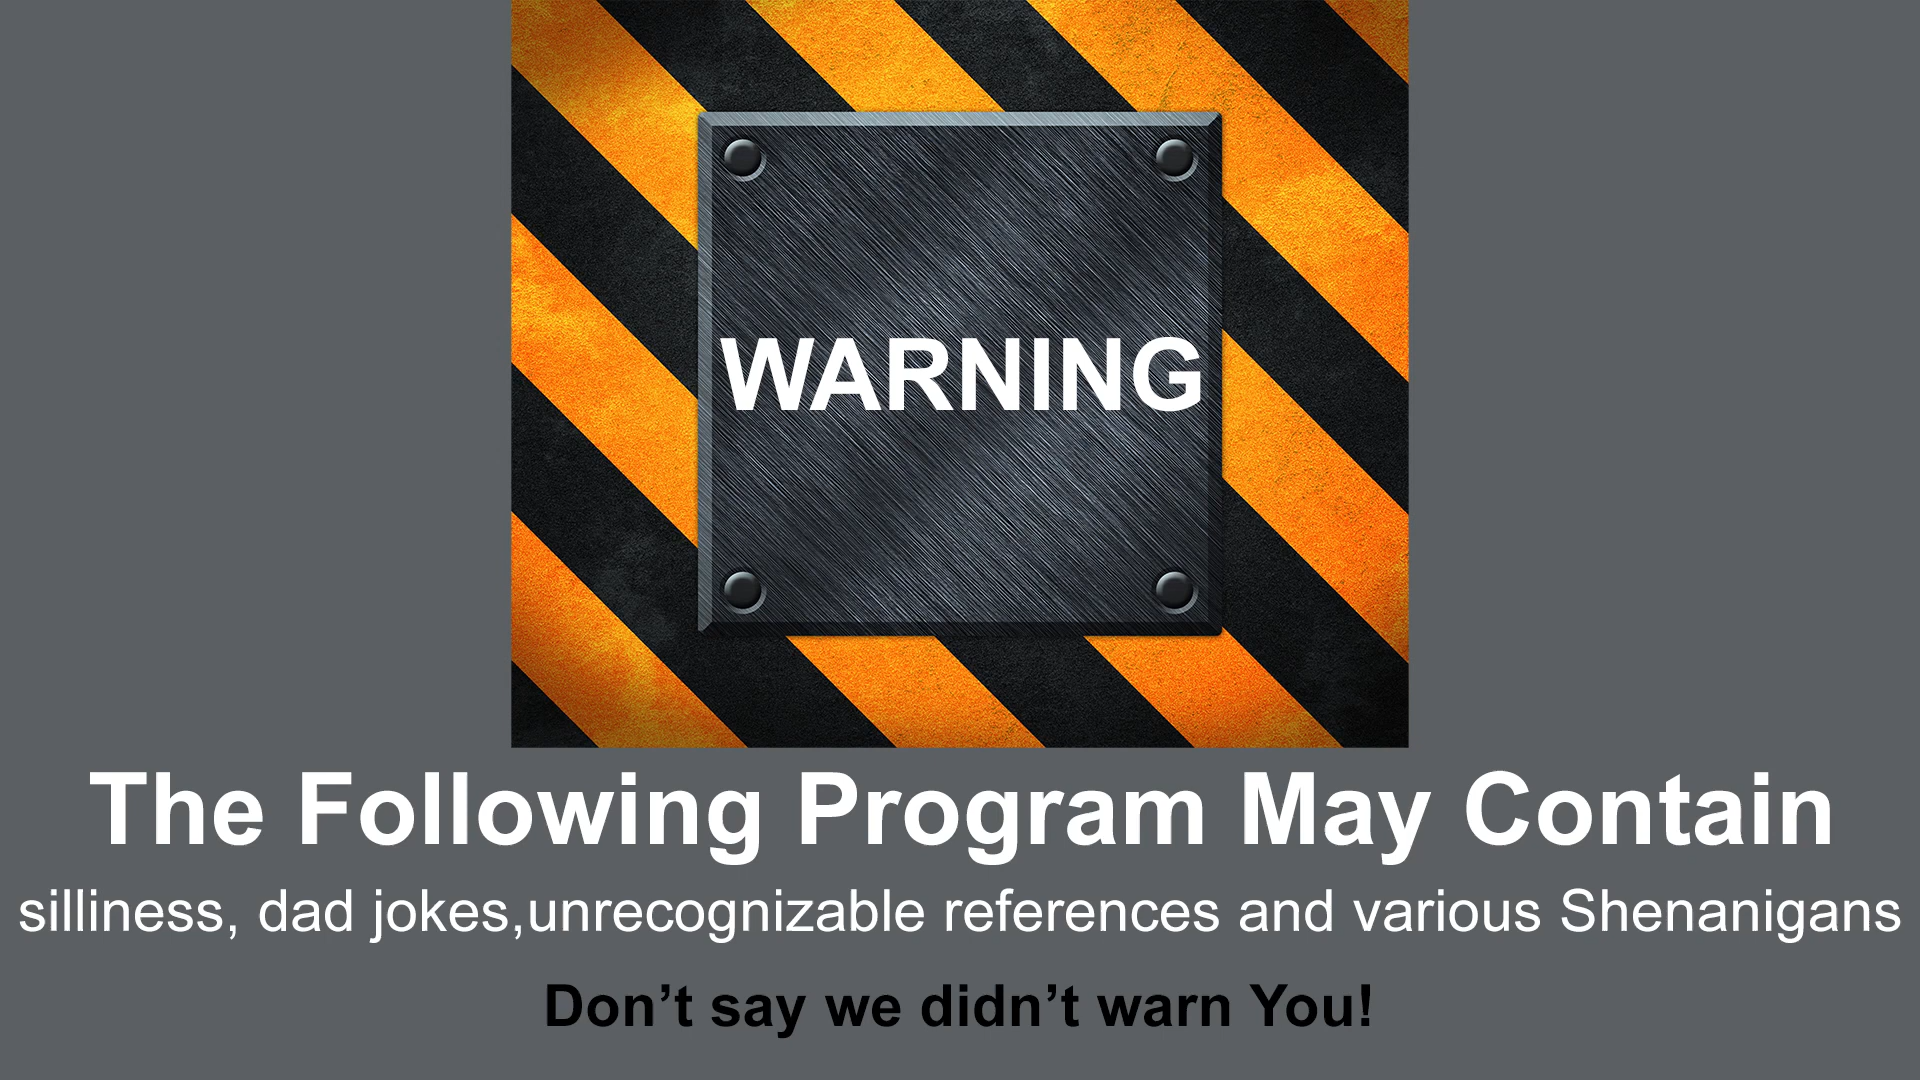 WARNING
The Following Program May Contain
silliness, dad jokes,unrecognizable references and various Shenanigans
Don’t say we didn’t warn You!